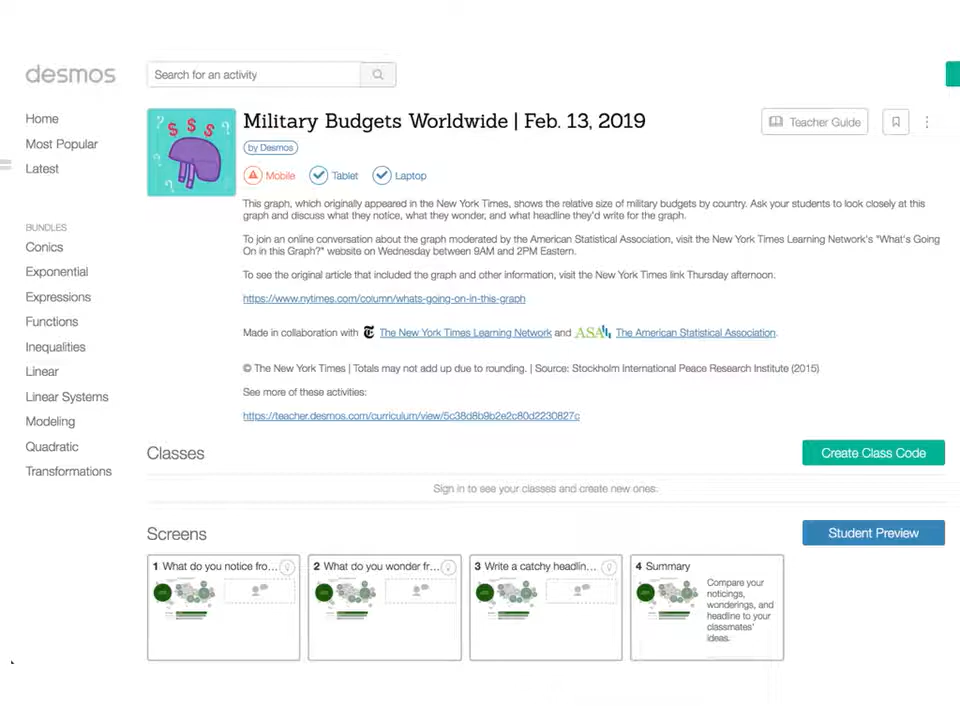 desmos
Search for an activity
Home
Most Popular
Latest
BUNDLES
Conics
Exponential
Expressions
Functions
Inequalities
Linear
Linear Systems
Modeling
Quadratic
Transformations
Military Budgets Worldwide | Feb. 13, 2019
Teacher Guide
by Desmos
Mobile Tablet Laptop
This graph, which originally appeared in the New York Times, shows the relative size of military budgets by country. Ask your students to look closely at this
graph and discuss what they notice, what they wonder, and what headline they'd write for the graph.
To join an online conversation about the graph moderated by the American Statistical Association, visit the New York Times Learning Network's "What's Going
On in this Graph?" website on Wednesday between 9AM and 2PM Eastern.
To see the original article that included the graph and other information, visit the New York Times link Thursday afternoon.
https://www.nytimes.com/column/whats-going-on-in-this-graph
Made in collaboration with The New York Times Learning Network and ASA The American Statistical Association.
© The New York Times | Totals may not add up due to rounding. | Source: Stockholm International Peace Research Institute (2015)
See more of these activities:
https://teacher.desmos.com/curriculum/view/5c38d8b9b2e2c80d2230827c
Classes
Create Class Code
Sign in to see your classes and create new ones.
Screens
Student Preview
1 What do you notice fro...
2 What do you wonder fr...
3 Write a catchy headlin...
4 Summary
Compare your
noticings,
wonderings, and
headline to your
classmates'
ideas.